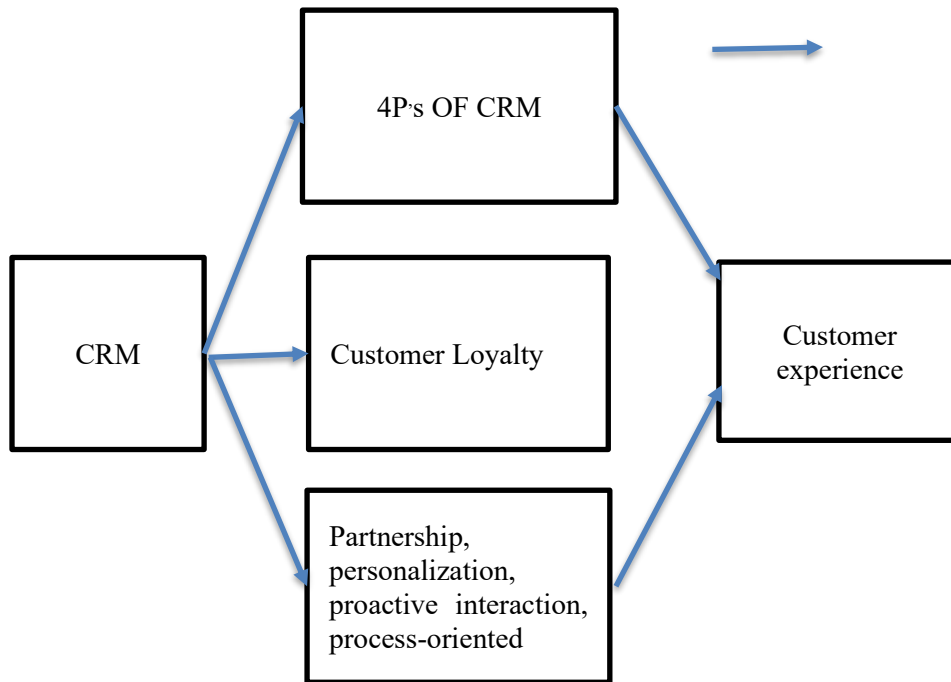 4P's OF CRM
CRM
Customer Loyalty
Customer
experience
Partnership,
personalization,
proactive interaction,
process-oriented